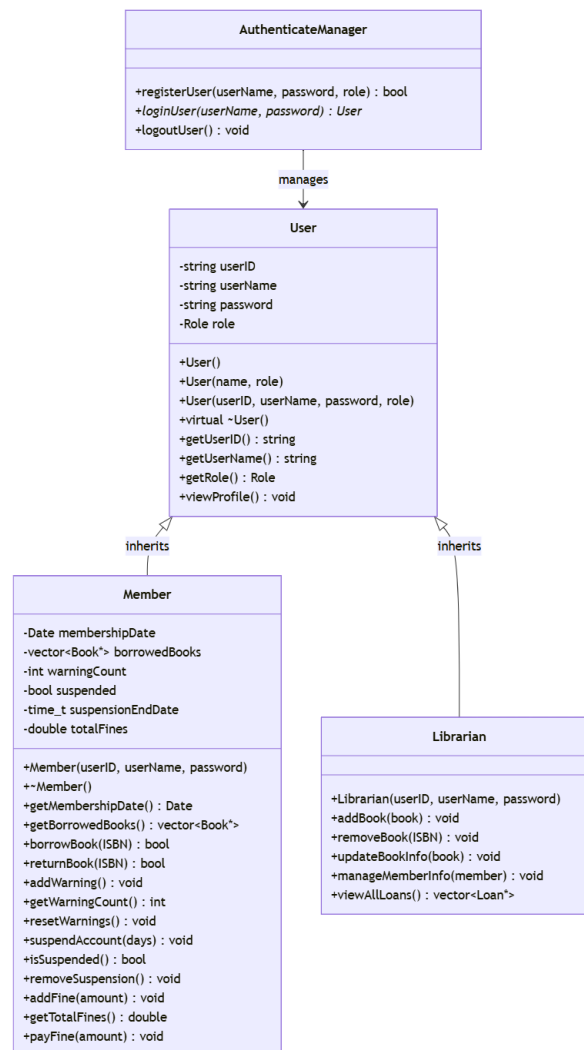 AuthenticateManager
+registerUser(userName, password, role) : bool
+loginUser(userName, password) : User
+logoutUser() : void
manages
User
-string userID
-string userName
-string password
-Role role
+User()
+User(name, role)
+User(userID, userName, password, role)
+virtual ~User()
+getUserID() : string
+getUserName() : string
+getRole() : Role
+viewProfile() : void
inherits
inherits
Member
-Date membershipDate
-vector<Book*> borrowedBooks
-int warningCount
-bool suspended
-time_t suspensionEndDate
-double totalFines
+Member(userID, userName, password)
+~Member()
+getMembershipDate() : Date
+getBorrowedBooks() : vector<Book*>
+borrowBook(ISBN) : bool
+returnBook(ISBN) : bool
+addWarning() : void
+getWarningCount() : int
+resetWarnings() : void
+suspendAccount(days) : void
+isSuspended() : bool
+removeSuspension() : void
+addFine(amount) : void
+getTotalFines() : double
+payFine(amount) : void
Librarian
+Librarian(userID, userName, password)
+addBook(book) : void
+removeBook(ISBN) : void
+updateBookInfo(book) : void
+manageMemberInfo(member) : void
+viewAllLoans() : vector<Loan*>